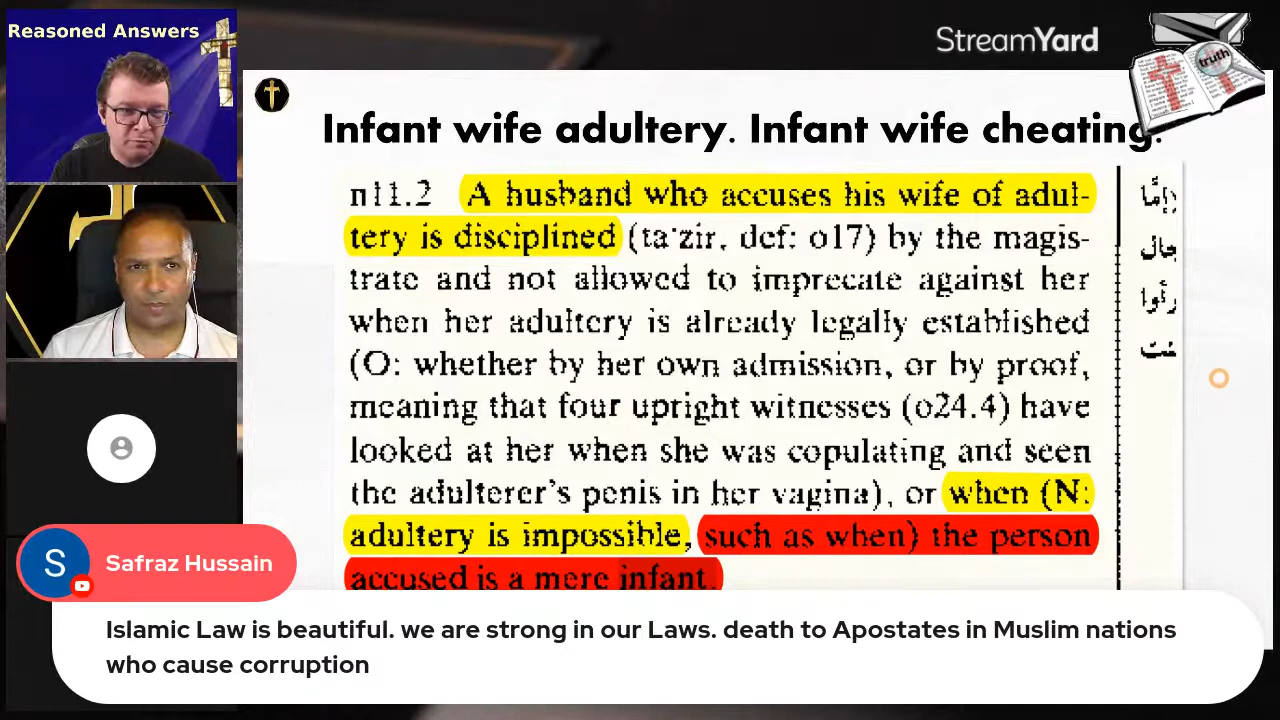 Reasoned Answers
StreamYard
truth
Infant wife adultery. Infant wife cheating.
n11.2 A husband who accuses his wife of adul-
tery is disciplined (ta'zir, def: o17) by the magis-
trate and not allowed to imprecate against her
when her adultery is already legally established
(O: whether by her own admission, or by proof,
meaning that four upright witnesses (o24.4) have
looked at her when she was copulating and seen
the adulterer's penis in her vagina), or when (N:
adultery is impossible, such as when) the person
accused is a mere infant.
S
Safraz Hussain
Islamic Law is beautiful. we are strong in our Laws. death to Apostates in Muslim nations
who cause corruption